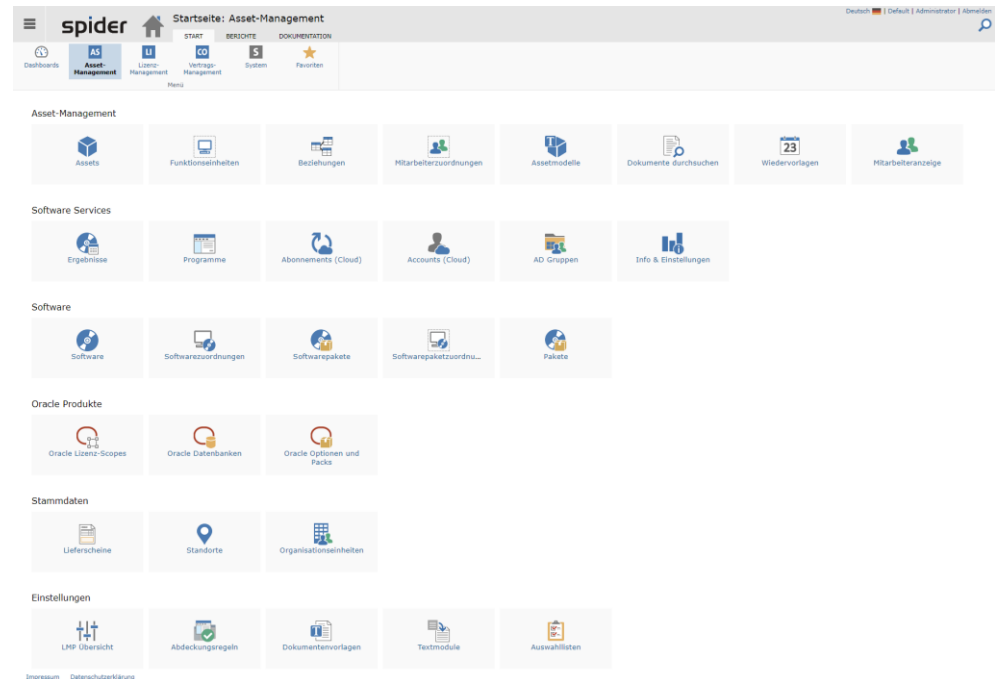 Deutsch | Default | Administrator | Abmelden
spider
Startseite: Asset-Management
START BERICHTE DOKUMENTATION
Dashboards
AS
Asset-
Management
LI
Lizenz-
Management
CO
Vertrags-
Management
S
System
Favoriten
Menü
Asset-Management
Assets
Funktionseinheiten
Beziehungen
Mitarbeiterzuordnungen
T
Assetmodelle
Dokumente durchsuchen
23
Wiedervorlagen
Mitarbeiteranzeige
Software Services
Ergebnisse
Programme
Abonnements (Cloud)
Accounts (Cloud)
AD Gruppen
Info & Einstellungen
Software
Software
Softwarezuordnungen
Softwarepakete
Softwarepaketzuordnu...
Pakete
Oracle Produkte
Oracle Lizenz-Scopes
Oracle Datenbanken
Oracle Optionen und
Packs
Stammdaten
Lieferscheine
Standorte
Organisationseinheiten
Einstellungen
LMP Übersicht
Abdeckungsregeln
T
Dokumentenvorlagen
Textmodule
Auswahllisten
Impressum Datenschutzerklärung